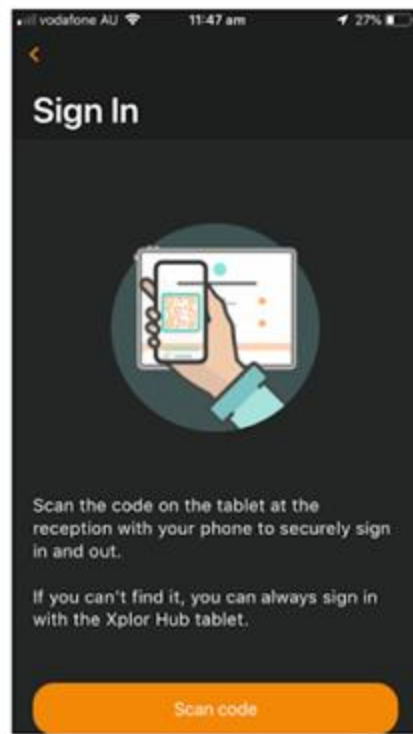 vodafone AU 11:47 am 27%
Sign In
Scan the code on the tablet at the
reception with your phone to securely sign
in and out.
If you can't find it, you can always sign in
with the Xplor Hub tablet.
Scan code